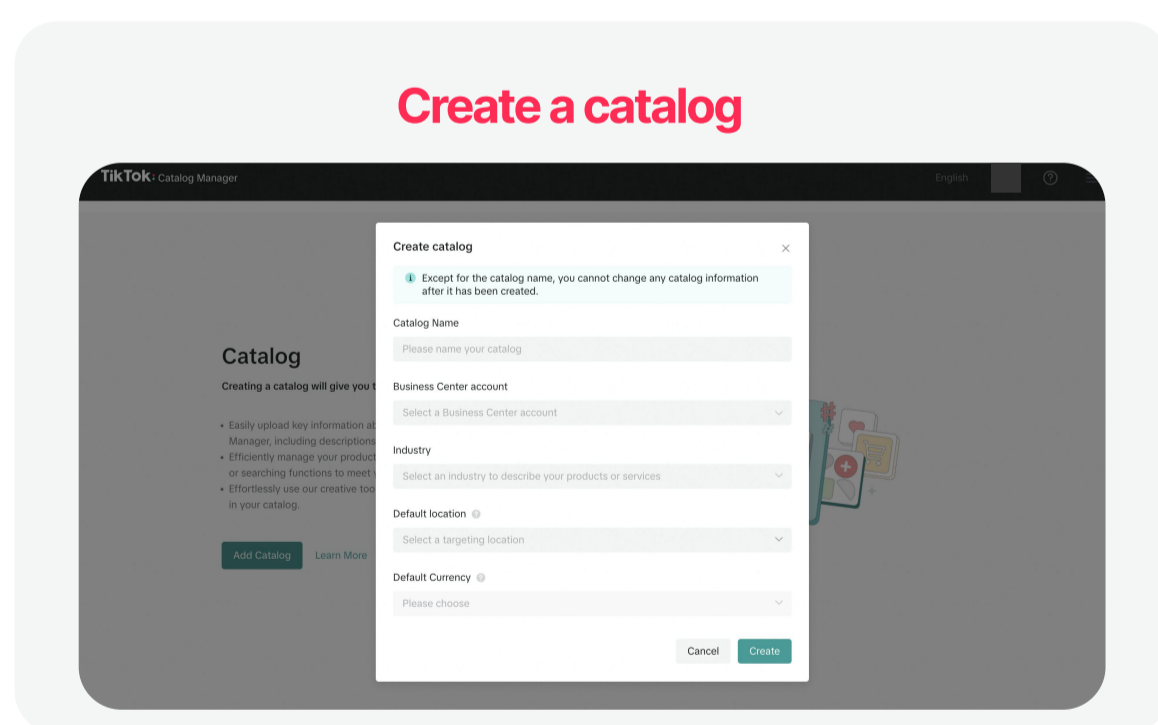 Create a catalog
TikTok: Catalog Manager
English
Create catalog
Except for the catalog name, you cannot change any catalog information
after it has been created.
Catalog Name
Please name your catalog
Business Center account
Select a Business Center account
Industry
Select an industry to describe your products or services
Default location
Select a targeting location
Default Currency
Please choose
Cancel
Create
Catalog
Creating a catalog will give you
• Easily upload key information
Manager, including descriptions
• Efficiently manage your product
or searching functions to meet
• Effortlessly use our creative
in your catalog.
Add Catalog
Learn More